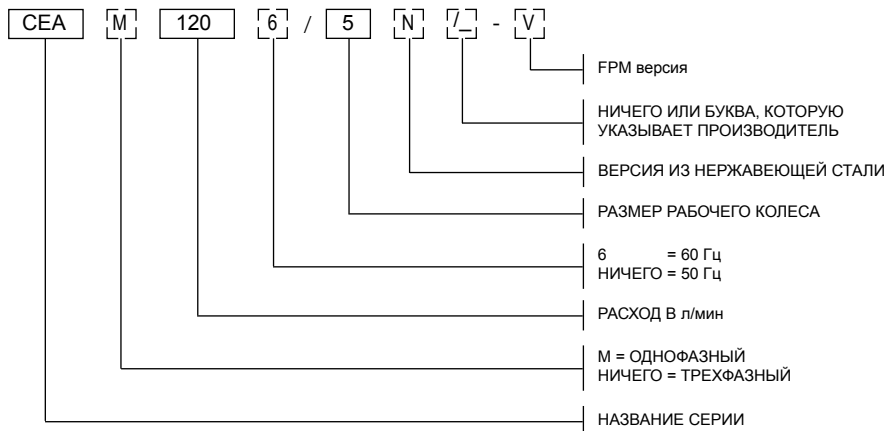 CEA M 120 6 / 5 N /_ - V
FPM версия
НИЧЕГО ИЛИ БУКВА, КОТОРУЮ
УКАЗЫВАЕТ ПРОИЗВОДИТЕЛЬ
ВЕРСИЯ ИЗ НЕРЖАВЕЮЩЕЙ СТАЛИ
РАЗМЕР РАБОЧЕГО КОЛЕСА
6 = 60 Гц
НИЧЕГО = 50 Гц
РАСХОД В л/мин
М = ОДНОФАЗНЫЙ
НИЧЕГО = ТРЕХФАЗНЫЙ
НАЗВАНИЕ СЕРИИ